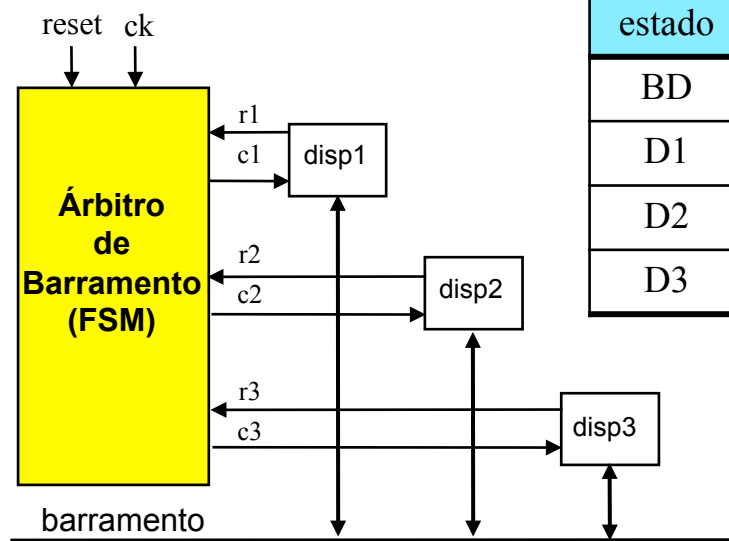 reset ck
estado
BD
D1
D2
D3
r1
c1
disp1
Árbitro
de
Barramento
(FSM)
r2
c2
disp2
r3
c3
disp3
barramento